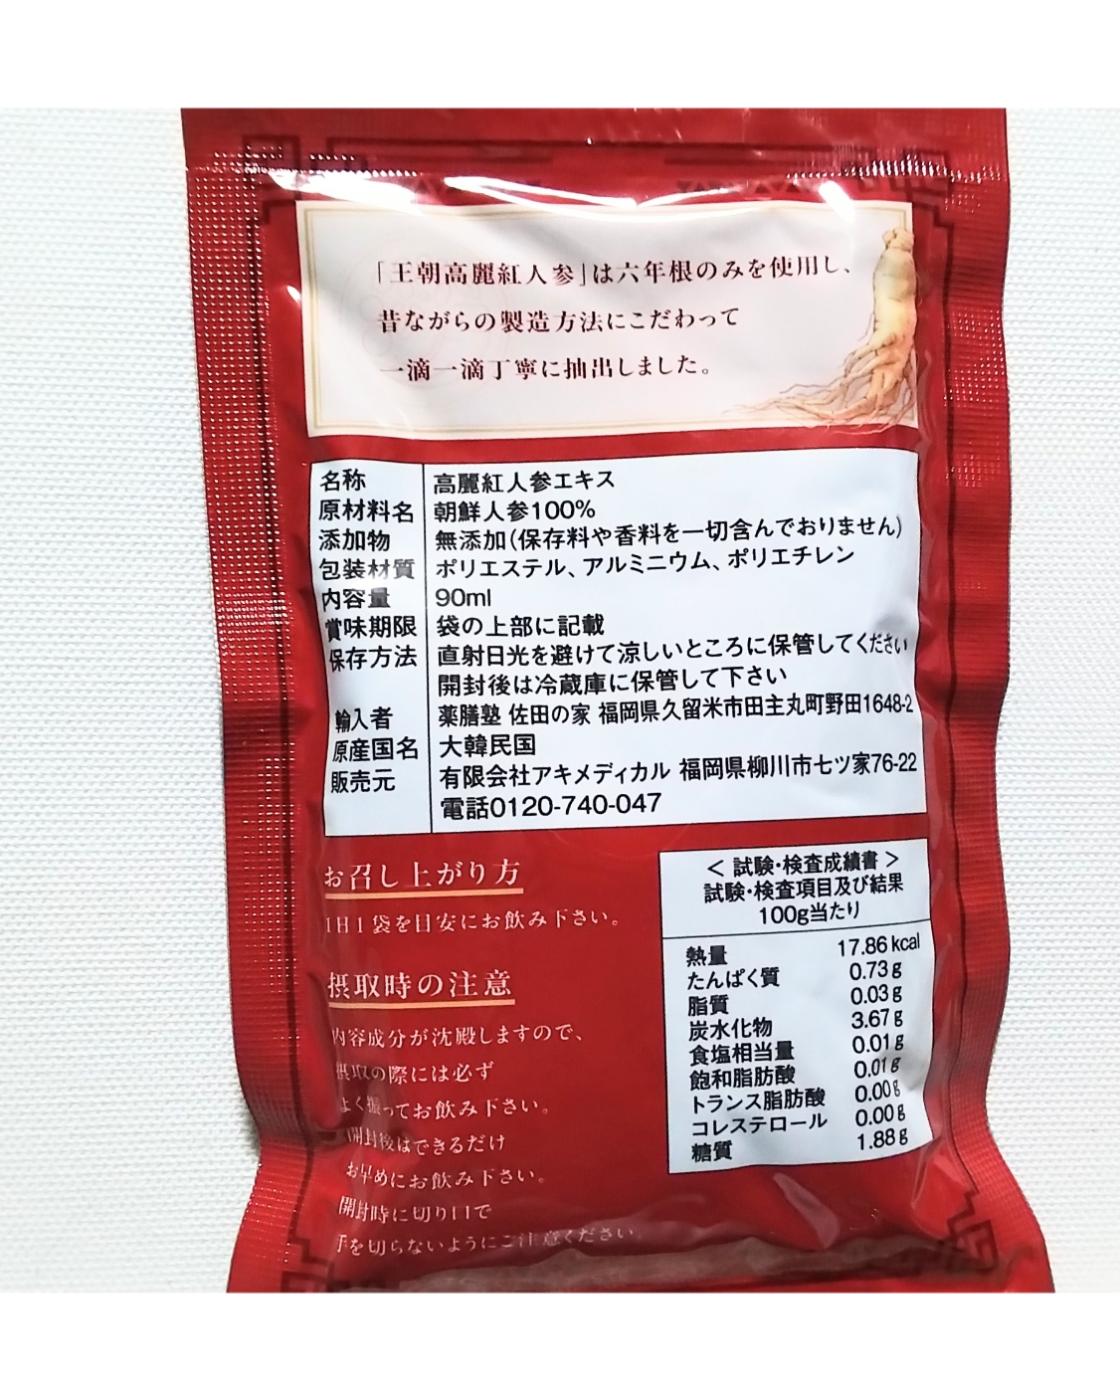 「王朝高麗紅人参」は六年根のみを使用し、
昔ながらの製造方法にこだわって
一滴一滴丁寧に抽出しました。
名称 高麗紅人参エキス
原材料名 朝鮮人参100%
添加物 無添加(保存料や香料を一切含んでおりません)
包装材質 ポリエステル、アルミニウム、ポリエチレン
内容量 90ml
賞味期限 袋の上部に記載
保存方法 直射日光を避けて涼しいところに保管してください
開封後は冷蔵庫に保管して下さい
輸入者 薬膳塾 佐田の家 福岡県久留米市田主丸町野田1648-2
原産国名 大韓民国
販売元 有限会社アキメディカル 福岡県柳川市七ツ家76-22
電話0120-740-047
お召し上がり方
1日1袋を目安にお飲み下さい。
摂取時の注意
内容成分が沈殿しますので、
摂取の際には必ず
よく振ってお飲み下さい。
開封後はできるだけ
お早めにお飲み下さい。
開封時に切り口で
手を切らないようにご注意ください。
＜ 試験・検査成績書 ＞
試験・検査項目及び結果
100g当たり
熱量 17.86kcal
たんぱく質 0.73g
脂質 0.03g
炭水化物 3.67g
食塩相当量 0.01g
飽和脂肪酸 0.01g
トランス脂肪酸 0.00g
コレステロール 0.00g
糖質 1.88g